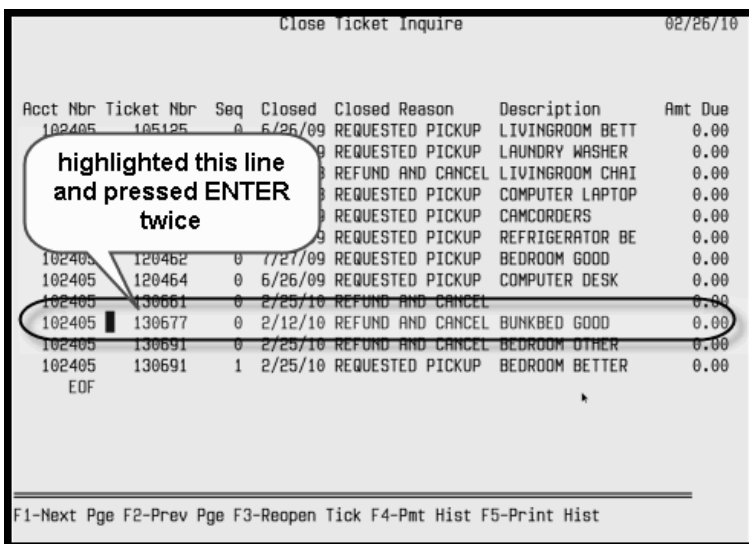 Close Ticket Inquire 02/26/10
Acct Nbr Ticket Nbr Seq Closed Closed Reason Description Amt Due
102405 105125 0 6/26/09 REQUESTED PICKUP LIVINGROOM BETT 0.00
9 REQUESTED PICKUP LAUNDRY WASHER 0.00
REFUND AND CANCEL LIVINGROOM CHAI 0.00
REQUESTED PICKUP COMPUTER LAPTOP 0.00
REQUESTED PICKUP CAMCORDERS 0.00
9 REQUESTED PICKUP REFRIGERATOR BE 0.00
highlighted this line
and pressed ENTER
twice
102405 120462 0 7/27/09 REQUESTED PICKUP BEDROOM GOOD 0.00
102405 120464 0 6/26/09 REQUESTED PICKUP COMPUTER DESK 0.00
102405 130661 0 2/25/10 REFUND AND CANCEL 0.00
102405 130677 0 2/12/10 REFUND AND CANCEL BUNKBED GOOD 0.00
102405 130691 0 2/25/10 REFUND AND CANCEL BEDROOM OTHER 0.00
102405 130691 1 2/25/10 REQUESTED PICKUP BEDROOM BETTER 0.00
EOF
F1-Next Pge F2-Prev Pge F3-Reopen Tick F4-Pmt Hist F5-Print Hist